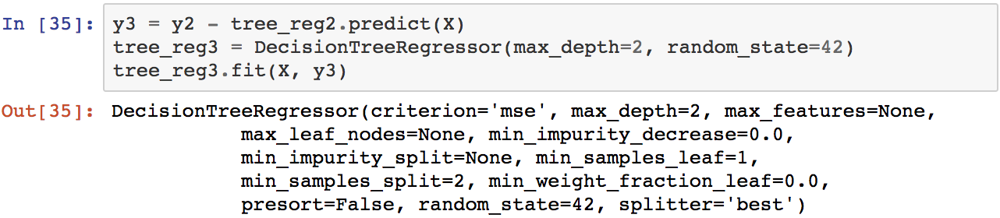 In [35]: y3 = y2 - tree_reg2.predict(X)
tree_reg3 = DecisionTreeRegressor(max_depth=2, random_state=42)
tree_reg3.fit(X, y3)
Out[35]: DecisionTreeRegressor(criterion='mse', max_depth=2, max_features=None,
max_leaf_nodes=None, min_impurity_decrease=0.0,
min_impurity_split=None, min_samples_leaf=1,
min_samples_split=2, min_weight_fraction_leaf=0.0,
presort=False, random_state=42, splitter='best')